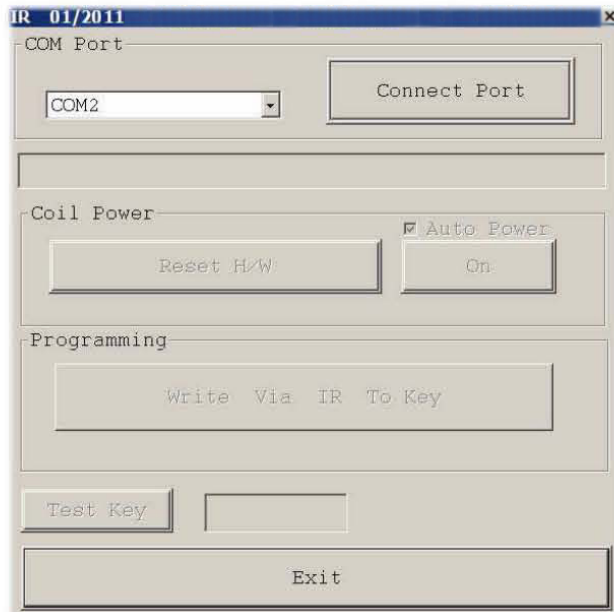 IR 01/2011
COM Port
COM2
Connect Port
Coil Power
Auto Power
Reset H/W
On
Programming
Write Via IR To Key
Test Key
Exit